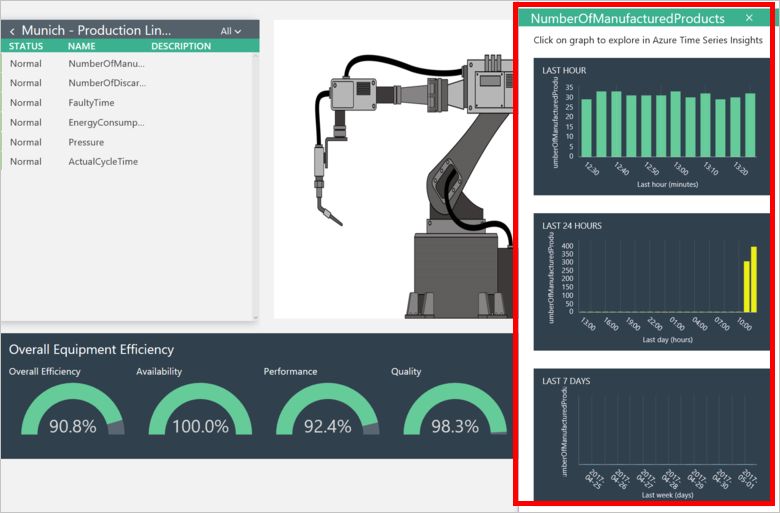 Munich - Production Lin...
All
STATUS NAME DESCRIPTION
Normal NumberOfManu...
Normal NumberOfDiscar...
Normal FaultyTime
Normal EnergyConsump...
Normal Pressure
Normal ActualCycleTime
Overall Equipment Efficiency
Overall Efficiency
90.8%
Availability
100.0%
Performance
92.4%
Quality
98.3%
NumberOfManufacturedProducts
Click on graph to explore in Azure Time Series Insights
LAST HOUR
umberOfManufacturedProdu
35
30
25
20
15
10
5
0
12:30 12:40 12:50 13:00 13:10 13:20
Last hour (minutes)
LAST 24 HOURS
umberOfManufacturedProdu
400
350
300
250
200
150
100
50
0
13:00 16:00 19:00 22:00 01:00 04:00 07:00 10:00
Last day (hours)
LAST 7 DAYS
umberOfManufacturedProdu
2017-04-25 2017-04-26 2017-04-27 2017-04-28 2017-04-29 2017-04-30 2017-05-01
Last week (days)